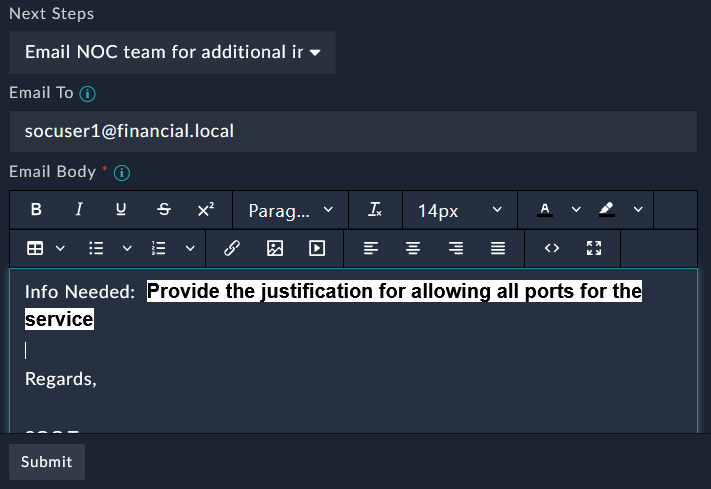 Next Steps
Email NOC team for additional ir
Email To
socuser1@financial.local
Email Body *
B I U S X² Parag... Ix 14px A
Info Needed: Provide the justification for allowing all ports for the
service
Regards,
Submit